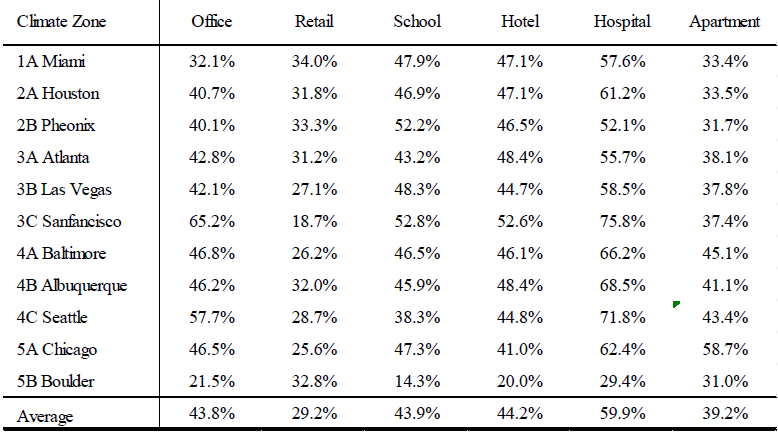 Climate Zone Office Retail School Hotel Hospital Apartment
1A Miami 32.1% 34.0% 47.9% 47.1% 57.6% 33.4%
2A Houston 40.7% 31.8% 46.9% 47.1% 61.2% 33.5%
2B Pheonix 40.1% 33.3% 52.2% 46.5% 52.1% 31.7%
3A Atlanta 42.8% 31.2% 43.2% 48.4% 55.7% 38.1%
3B Las Vegas 42.1% 27.1% 48.3% 44.7% 58.5% 37.8%
3C Sanfancisco 65.2% 18.7% 52.8% 52.6% 75.8% 37.4%
4A Baltimore 46.8% 26.2% 46.5% 46.1% 66.2% 45.1%
4B Albuquerque 46.2% 32.0% 45.9% 48.4% 68.5% 41.1%
4C Seattle 57.7% 28.7% 38.3% 44.8% 71.8% 43.4%
5A Chicago 46.5% 25.6% 47.3% 41.0% 62.4% 58.7%
5B Boulder 21.5% 32.8% 14.3% 20.0% 29.4% 31.0%
Average 43.8% 29.2% 43.9% 44.2% 59.9% 39.2%